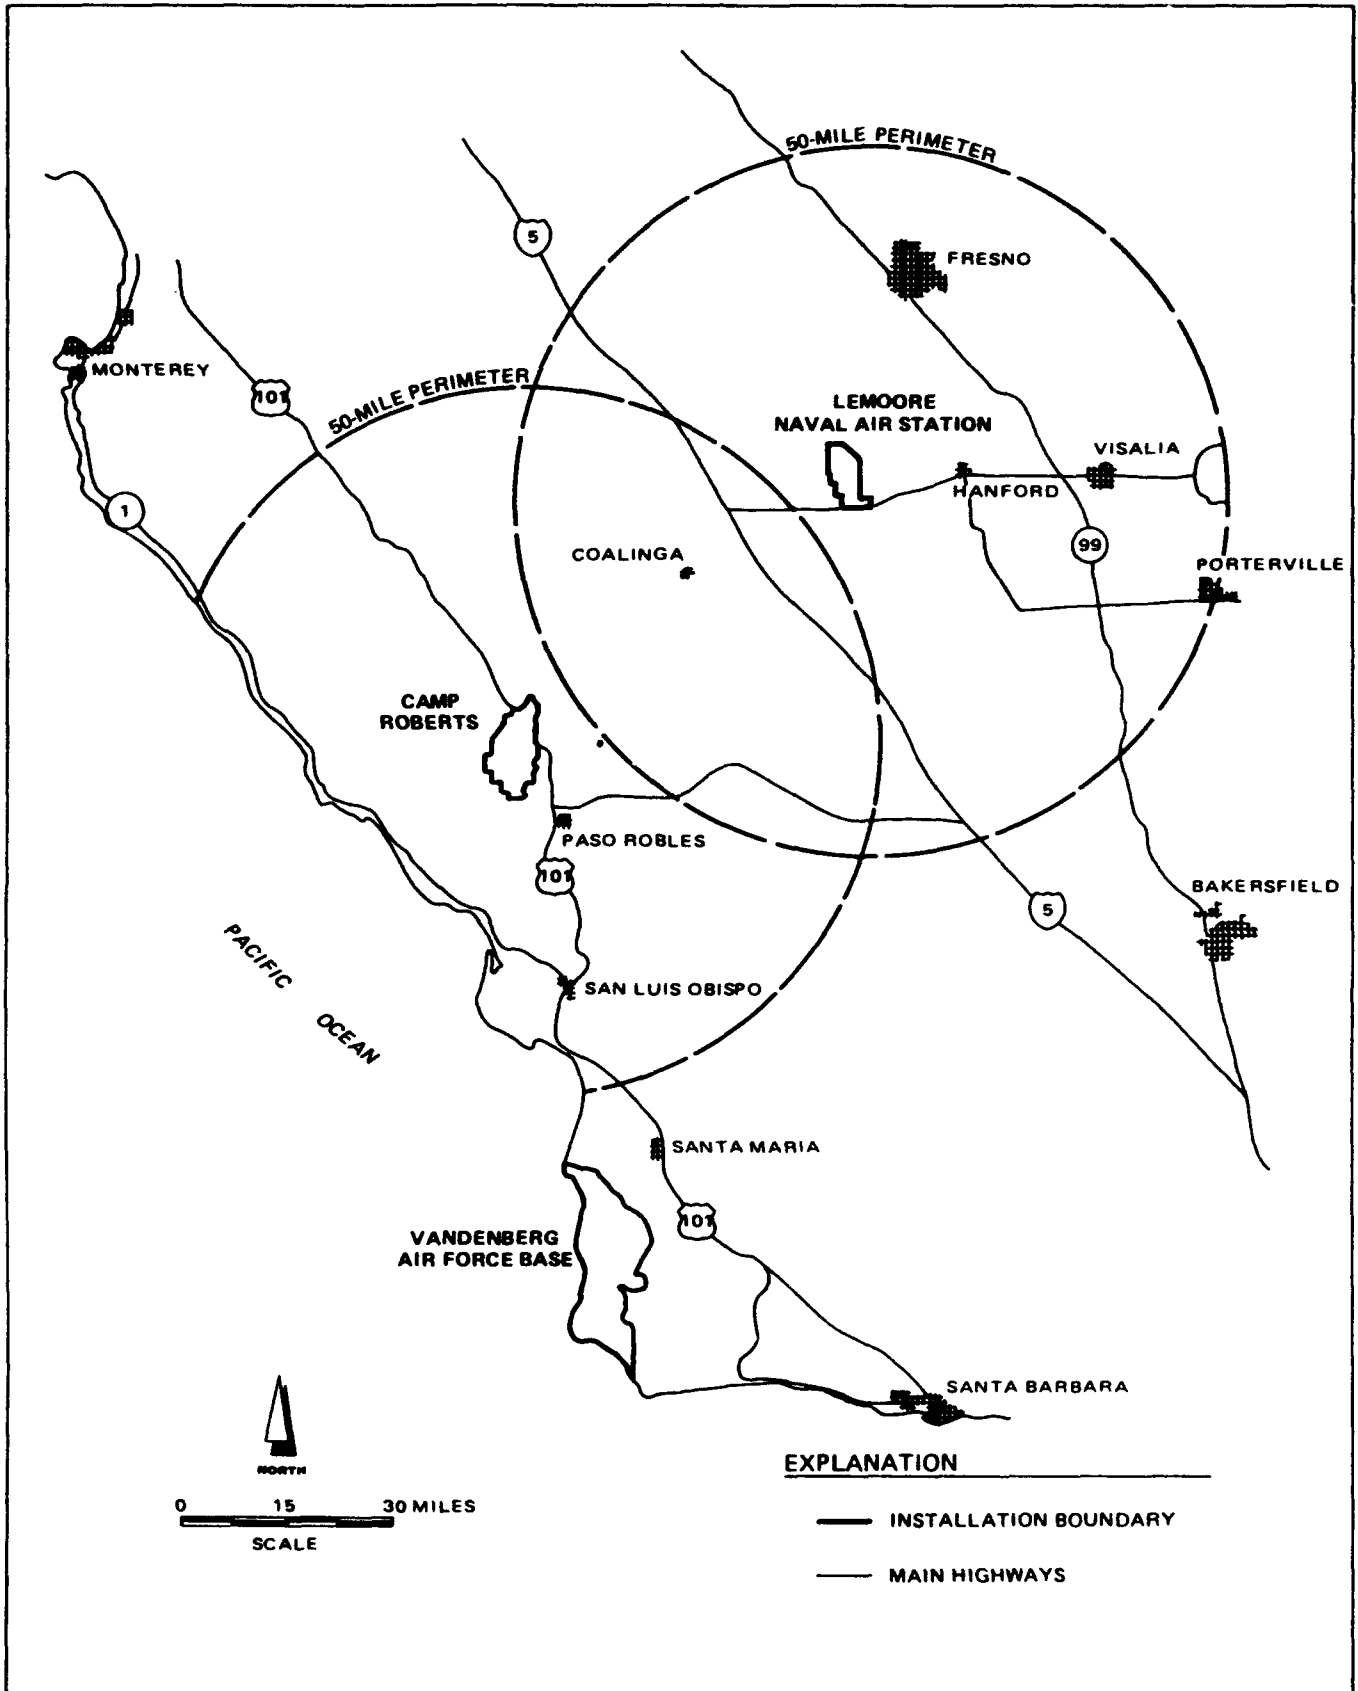 50-MILE PERIMETER
5
FRESNO
MONTEREY
101
50-MILE PERIMETER
LEMOORE
NAVAL AIR STATION
VISALIA
HANFORD
1
99
COALINGA
PORTERVILLE
CAMP
ROBERTS
PASO ROBLES
101
BAKERSFIELD
5
PACIFIC
OCEAN
SAN LUIS OBISPO
SANTA MARIA
101
VANDENBERG
AIR FORCE BASE
SANTA BARBARA
NORTH
0 15 30 MILES
SCALE
EXPLANATION
INSTALLATION BOUNDARY
MAIN HIGHWAYS